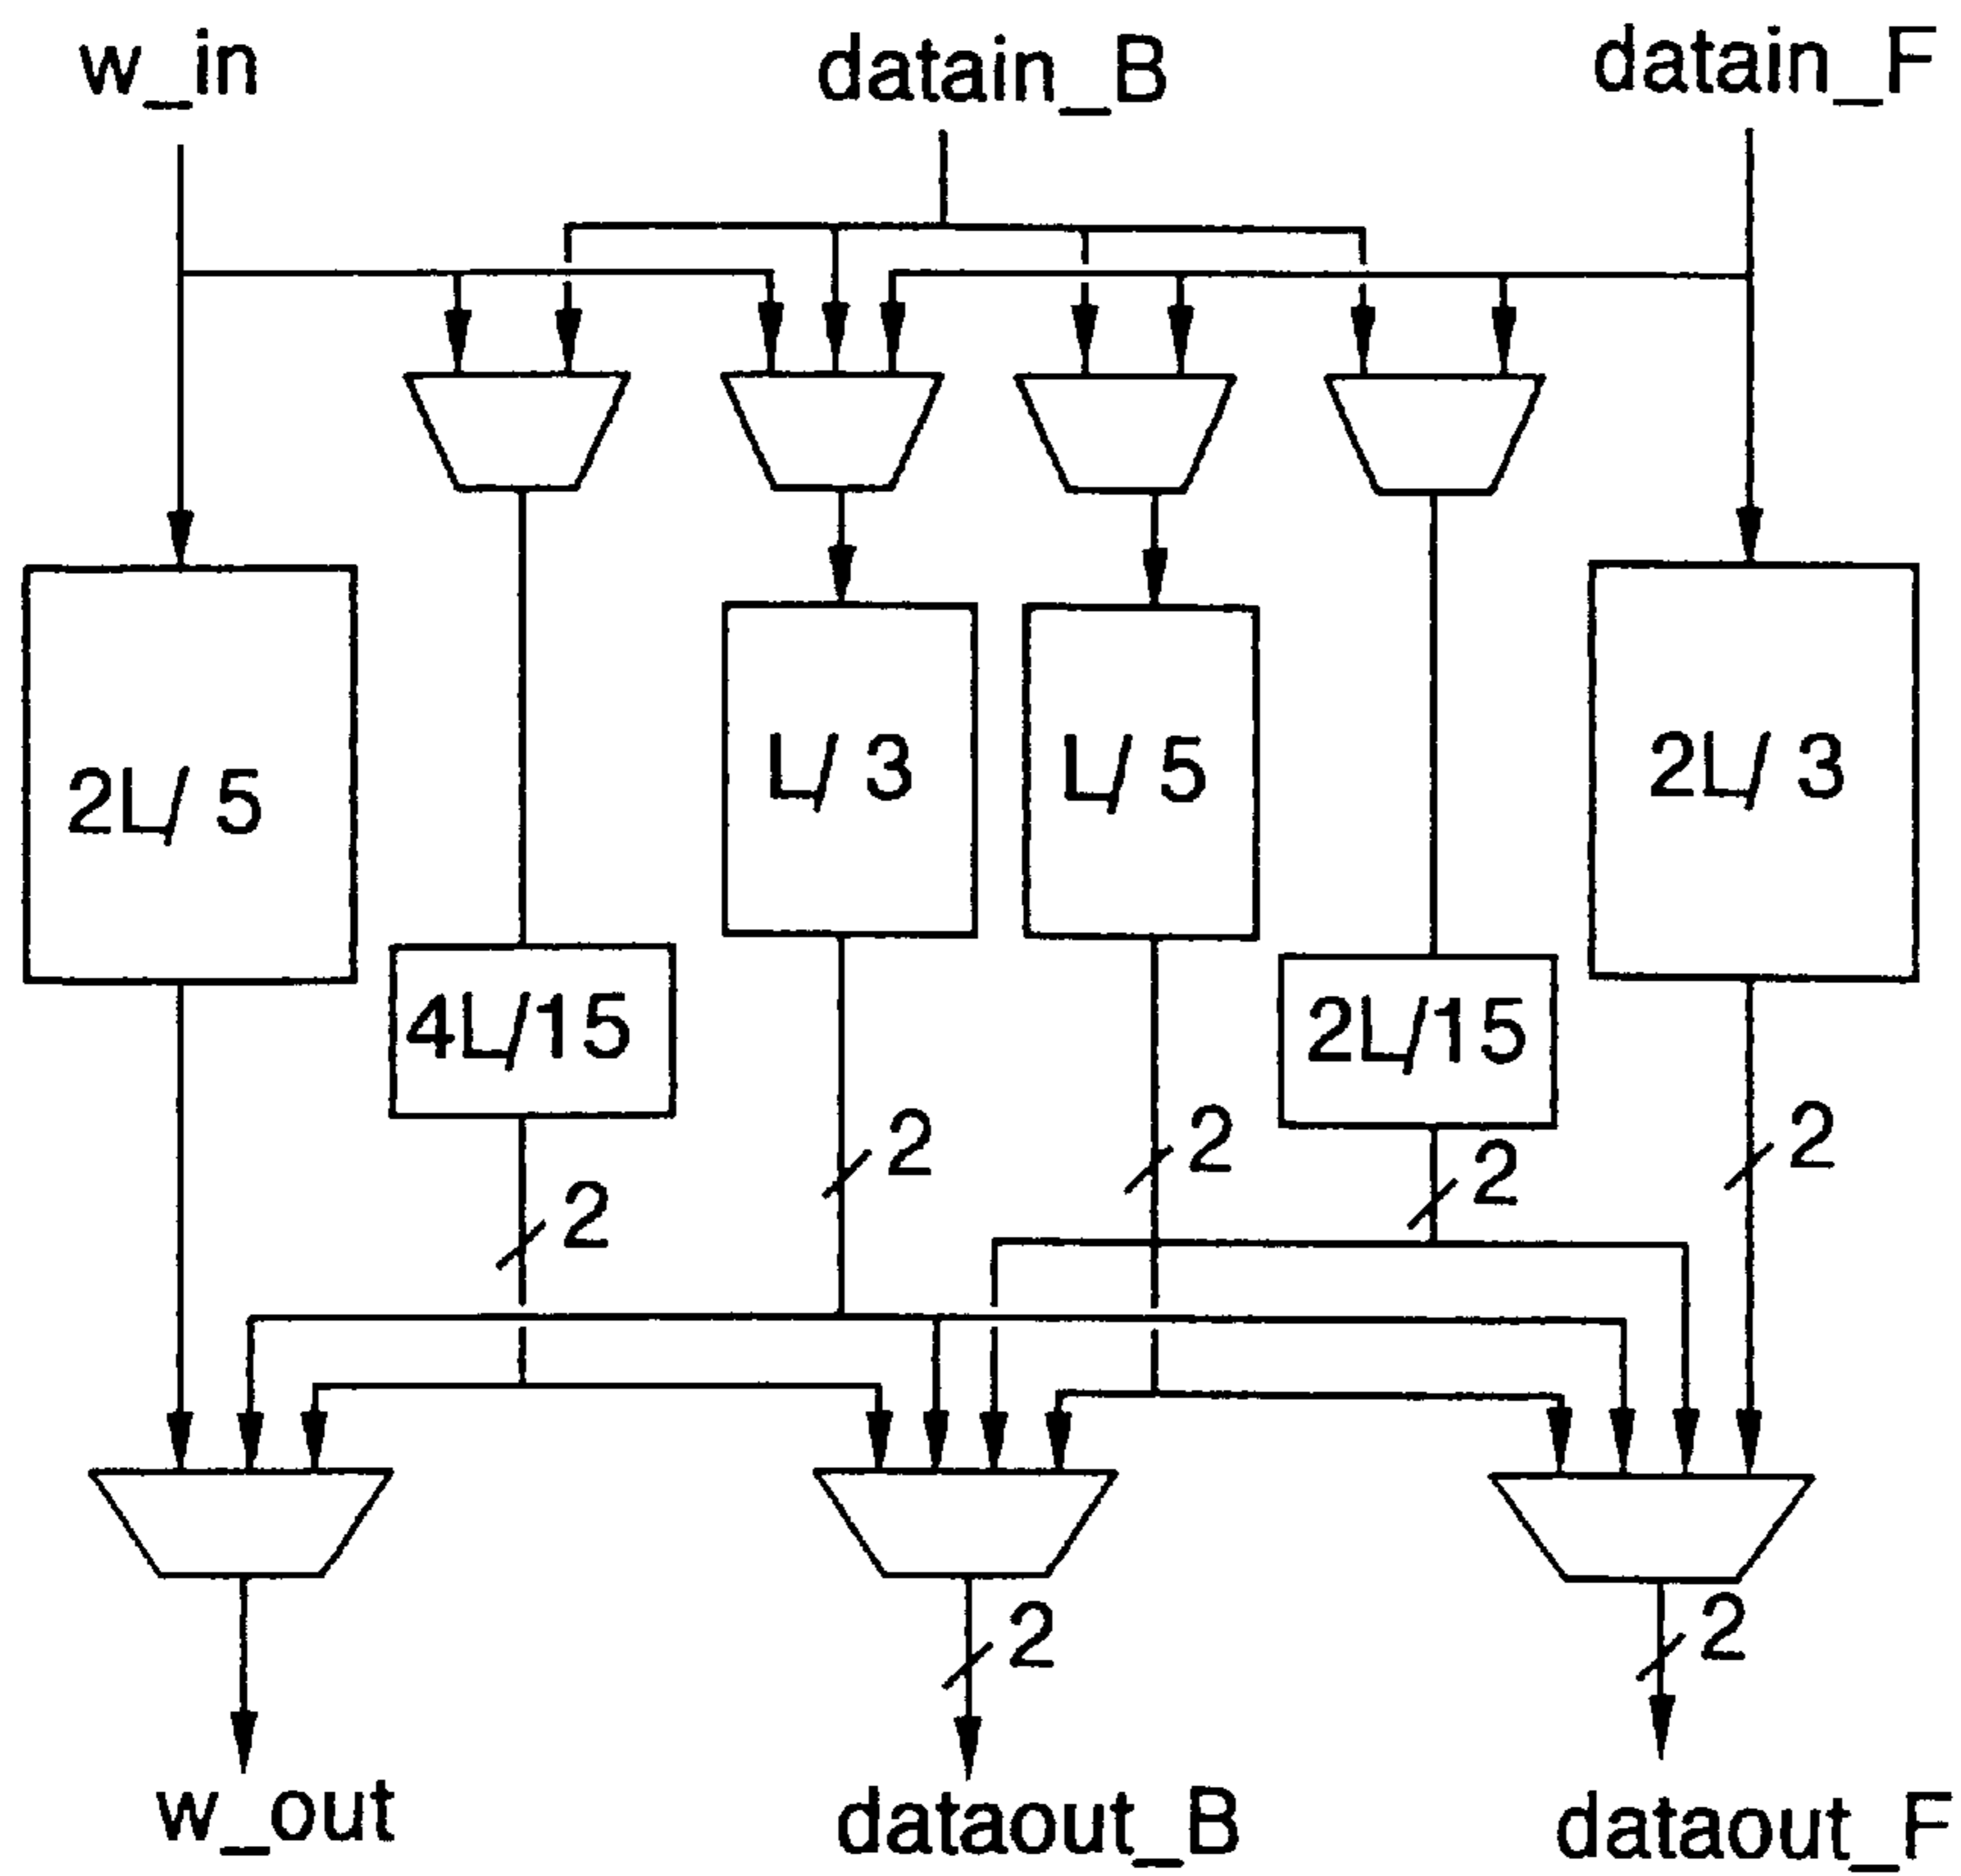 w_in datain_B datain_F
2L/ 5 L/ 3 L/ 5 2L/ 3
4L/15 2L/15
2 2 2 2 2
2 2
w_out dataout_B dataout_F